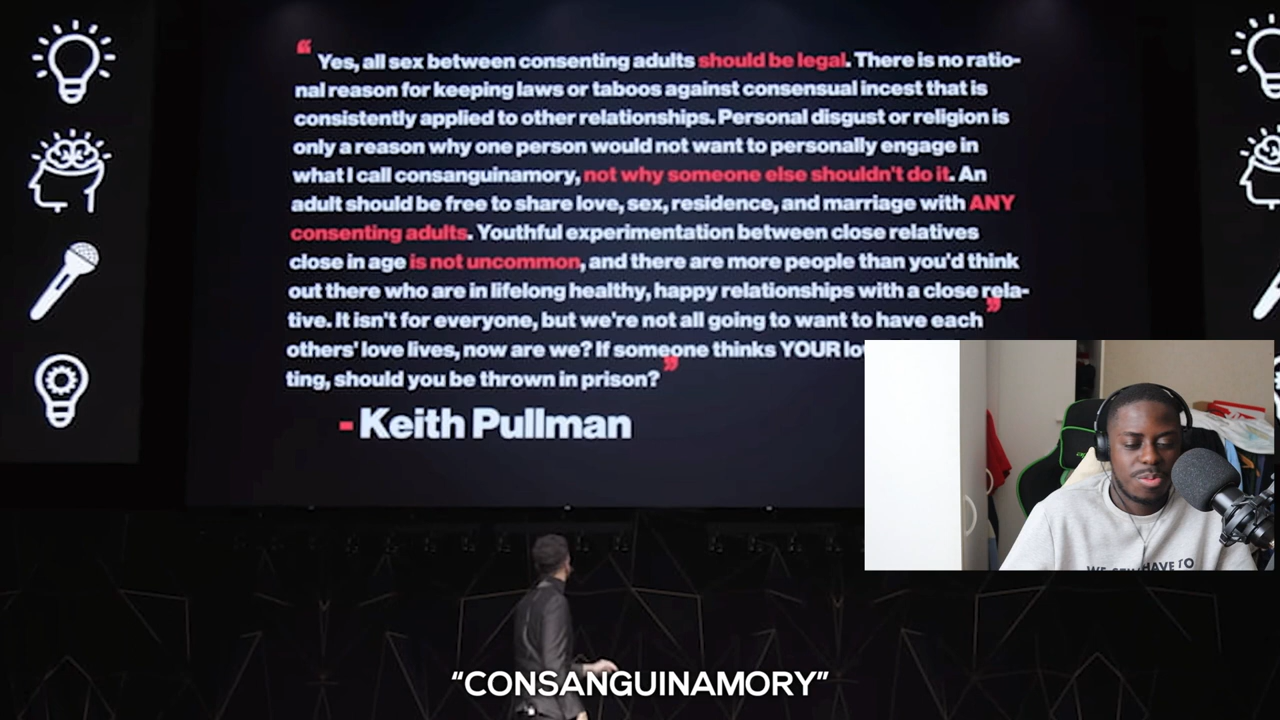 “ Yes, all sex between consenting adults should be legal. There is no ratio-
nal reason for keeping laws or taboos against consensual incest that is
consistently applied to other relationships. Personal disgust or religion is
only a reason why one person would not want to personally engage in
what I call consanguinamory, not why someone else shouldn't do it. An
adult should be free to share love, sex, residence, and marriage with ANY
consenting adults. Youthful experimentation between close relatives
close in age is not uncommon, and there are more people than you'd think
out there who are in lifelong healthy, happy relationships with a close rela-
tive. It isn't for everyone, but we're not all going to want to have each ”
others' love lives, now are we? If someone thinks YOUR
ting, should you be thrown in prison? ”
- Keith Pullman
WE HAVE TO
“CONSANGUINAMORY”